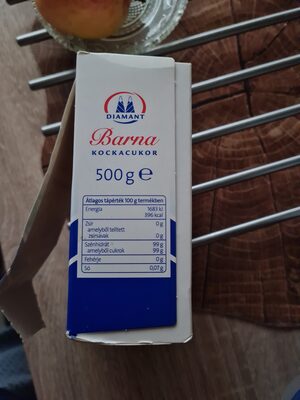 DIAMANT
Barna
KOCKACUKOR
500 g e
Átlagos tápérték 100 g termékben
Energia 1683 kJ
396 kcal
Zsír 0 g
amelyből telített
zsírsavak 0 g
Szénhidrát - 99 g
amelyből cukrok 99 g
Fehérje 0 g
Só 0,07 g